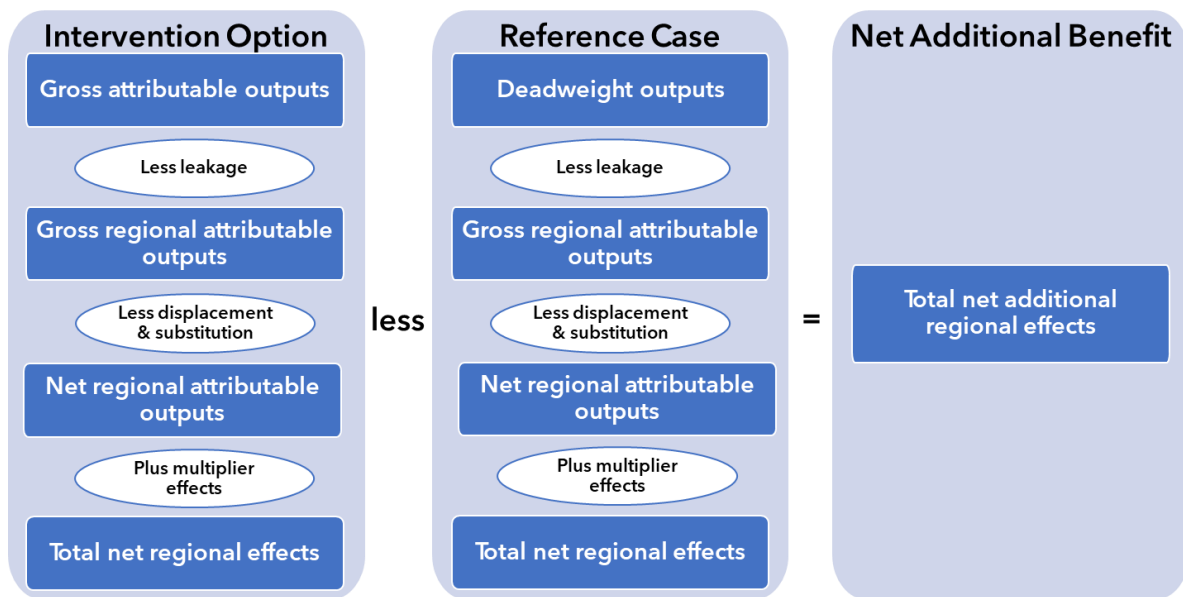 Intervention Option
Gross attributable outputs
Less leakage
Gross regional attributable
outputs
Less displacement
& substitution
Net regional attributable
outputs
Plus multiplier
effects
Total net regional effects
less
Reference Case
Deadweight outputs
Less leakage
Gross regional attributable
outputs
Less displacement
& substitution
Net regional attributable
outputs
Plus multiplier
effects
Total net regional effects
=
Net Additional Benefit
Total net additional
regional effects